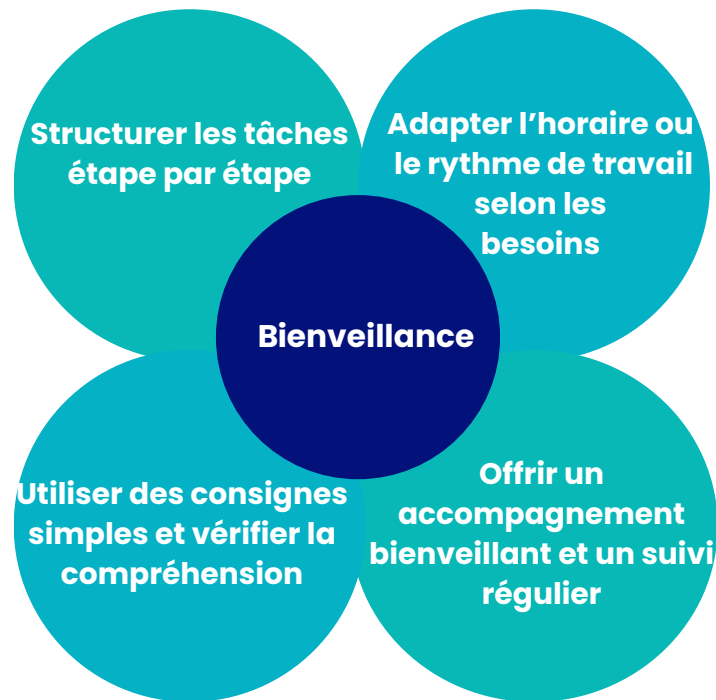 Structurer les tâches
étape par étape
Adapter l’horaire ou
le rythme de travail
selon les
besoins
Bienveillance
Utiliser des consignes
simples et vérifier la
compréhension
Offrir un
accompagnement
bienveillant et un suivi
régulier